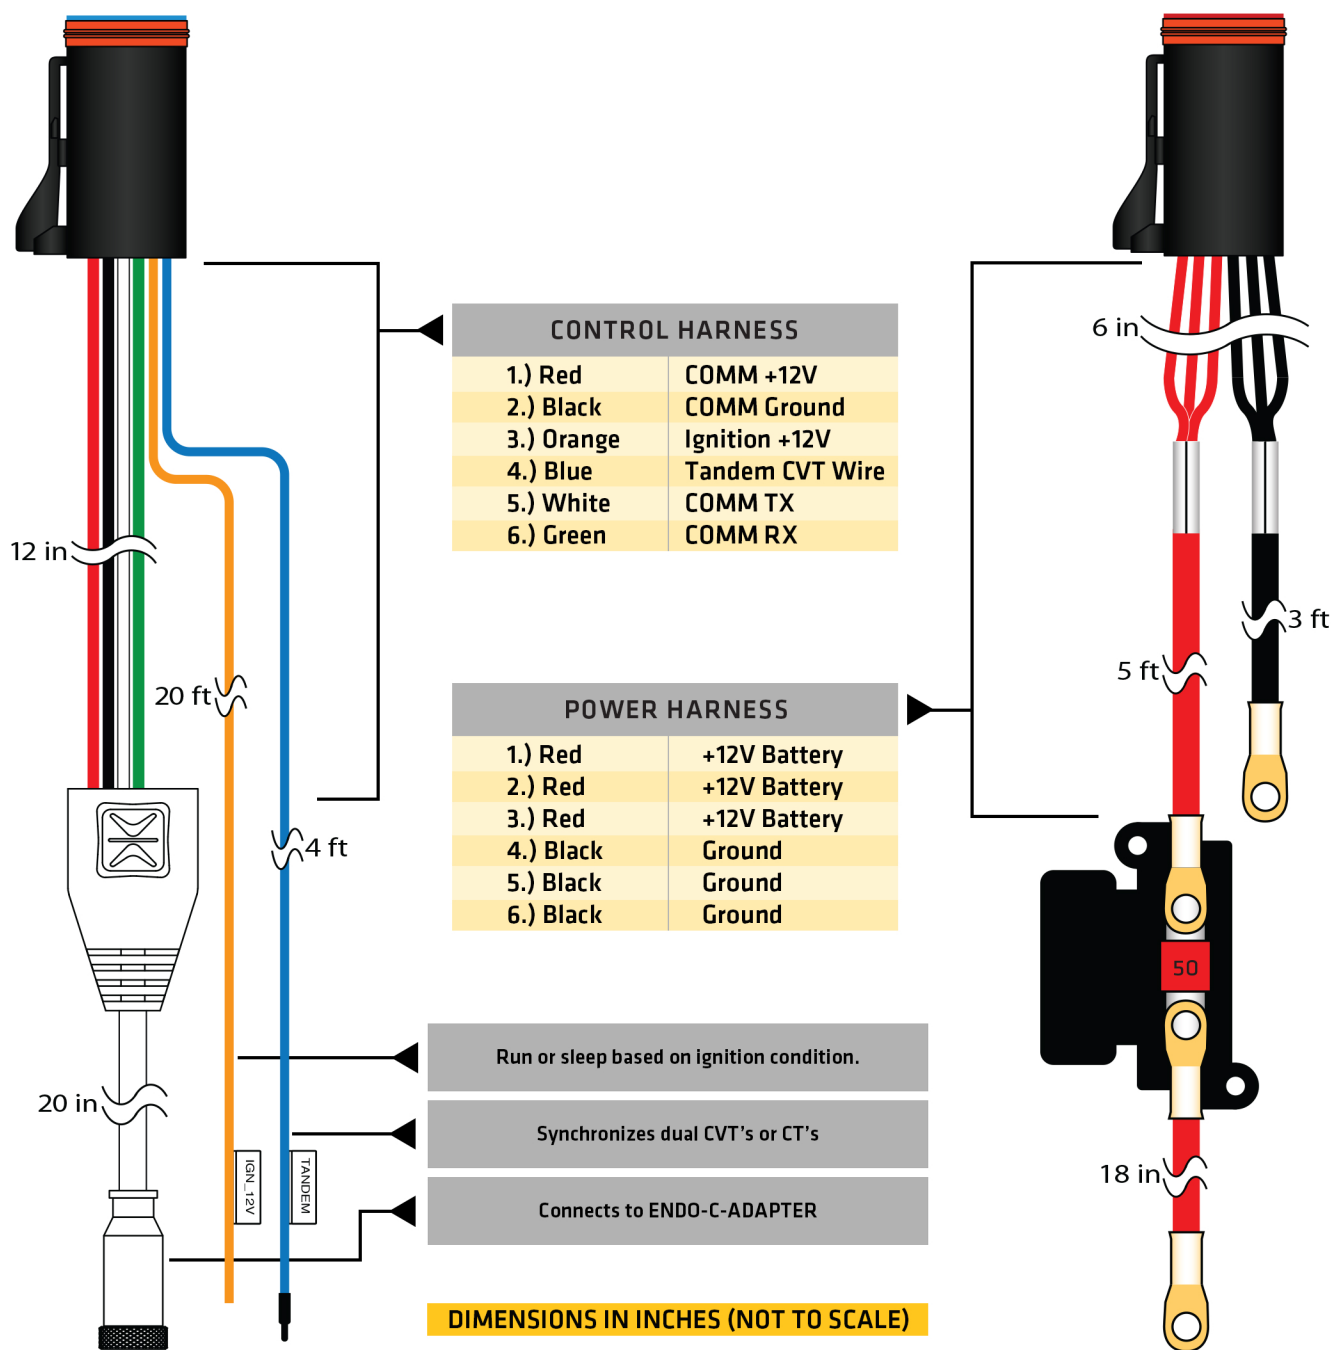 CONTROL HARNESS
1.) Red COMM +12V
2.) Black COMM Ground
3.) Orange Ignition +12V
4.) Blue Tandem CVT Wire
5.) White COMM TX
6.) Green COMM RX
6 in
12 in
20 ft
4 ft
3 ft
5 ft
POWER HARNESS
1.) Red +12V Battery
2.) Red +12V Battery
3.) Red +12V Battery
4.) Black Ground
5.) Black Ground
6.) Black Ground
50
Run or sleep based on ignition condition.
20 in
Synchronizes dual CVT's or CT's
IGN_12V
TANDEM
18 in
Connects to ENDO-C-ADAPTER
DIMENSIONS IN INCHES (NOT TO SCALE)